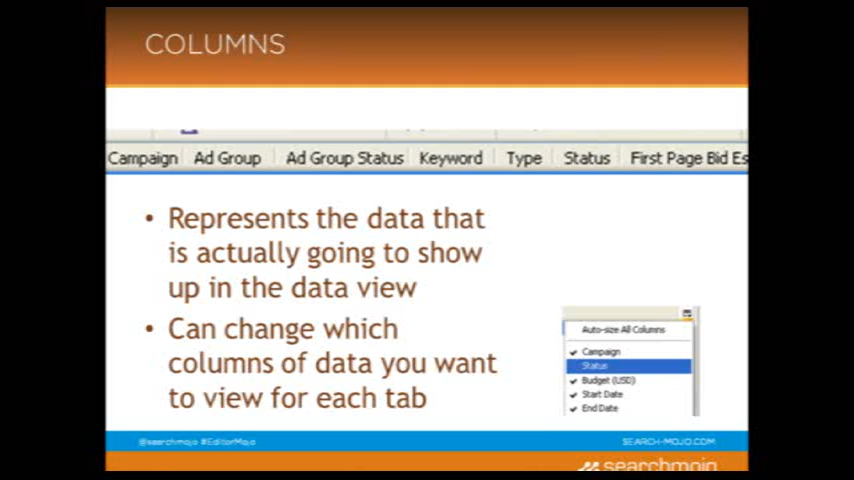 COLUMNS
Campaign Ad Group Ad Group Status Keyword Type Status First Page Bid Es
• Represents the data that
is actually going to show
up in the data view
• Can change which
columns of data you want
to view for each tab
Auto-size All Columns
✓ Campaign
Status
✓ Budget (USD)
✓ Start Date
✓ End Date
@searchmojo #EditorMojo
SEARCH-MOJO.COM
searchmojo